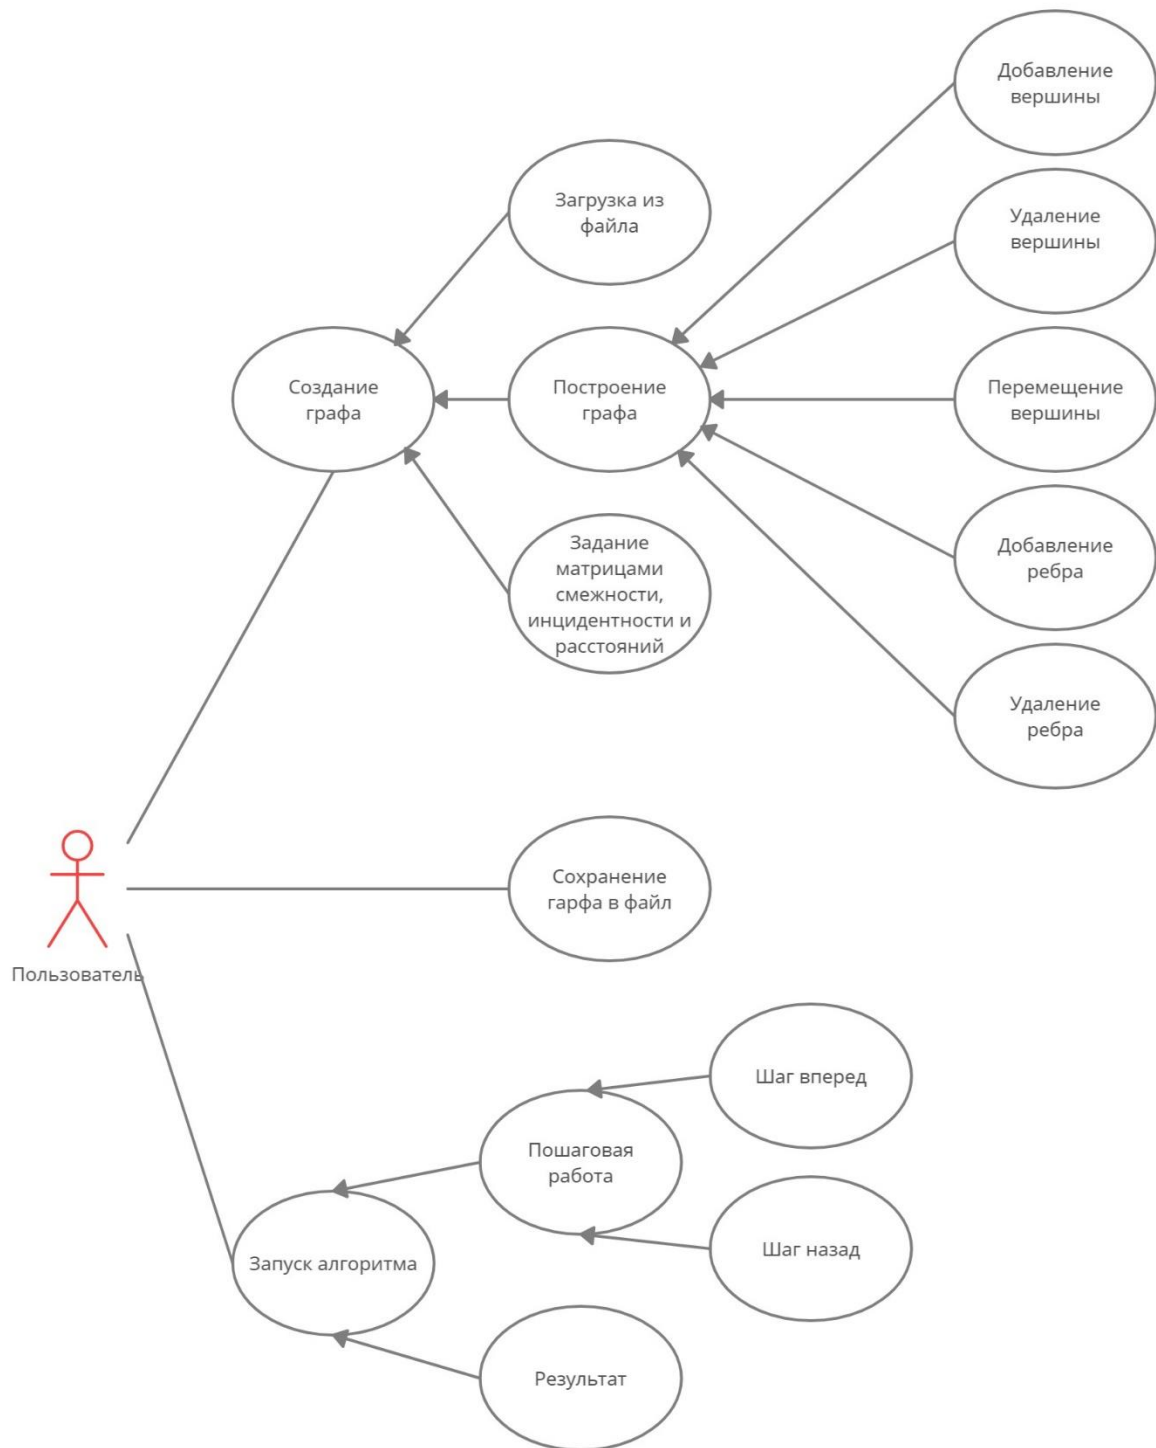 Добавление
вершины
Загрузка из
файла
Удаление
вершины
Создание
графа
Построение
графа
Перемещение
вершины
Задание
матрицами
смежности,
инцидентности и
расстояний
Добавление
ребра
Удаление
ребра
Сохранение
гарфа в файл
Пользователь
Шаг вперед
Пошаговая
работа
Шаг назад
Запуск алгоритма
Результат